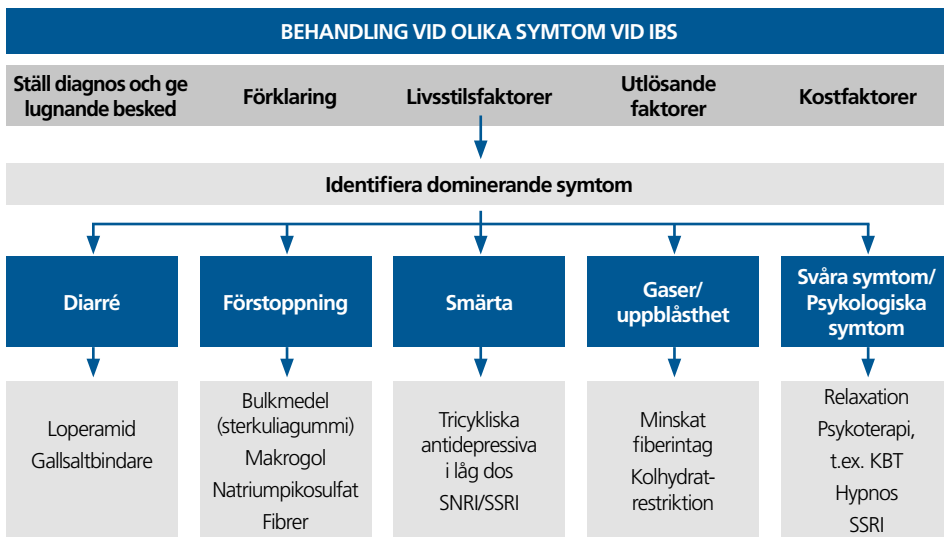 BEHANDLING VID OLIKA SYMTOM VID IBS
Ställ diagnos och ge
lugnande besked
Förklaring
Livsstilsfaktorer
Utlösande
faktorer
Kostfaktorer
Identifiera dominerande symtom
Diarré
Förstoppning
Smärta
Gaser/
uppblåsthet
Svåra symtom/
Psykologiska
symtom
Loperamid
Gallsaltbindare
Bulkmedel
(sterkuliagummi)
Makrogol
Natriumpikosulfat
Fibrer
Tricykliska
antidepressiva
i låg dos
SNRI/SSRI
Minskat
fiberintag
Kolhydrat-
restriktion
Relaxation
Psykoterapi,
t.ex. KBT
Hypnos
SSRI